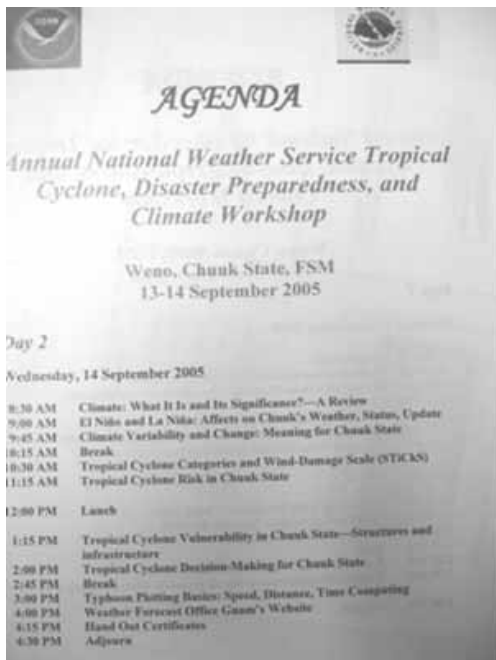 NOAA
AGENDA
Annual National Weather Service Tropical
Cyclone, Disaster Preparedness, and
Climate Workshop
Weno, Chuuk State, FSM
13-14 September 2005
Day 2
Wednesday, 14 September 2005
8:30 AM Climate: What It Is and Its Significance?—A Review
9:00 AM El Niño and La Niña: Affects on Chuuk's Weather, Status, Update
9:45 AM Climate Variability and Change: Meaning for Chuuk State
10:15 AM Break
10:30 AM Tropical Cyclone Categories and Wind-Damage Scale (STiCkS)
11:15 AM Tropical Cyclone Risk in Chuuk State
12:00 PM Lunch
1:15 PM Tropical Cyclone Vulnerability in Chuuk State—Structures and
infrastructure
2:00 PM Tropical Cyclone Decision-Making for Chuuk State
2:45 PM Break
3:00 PM Typhoon Plotting Basics: Speed, Distance, Time Computing
4:00 PM Weather Forecast Office Guam's Website
4:15 PM Hand Out Certificates
4:30 PM Adjourn